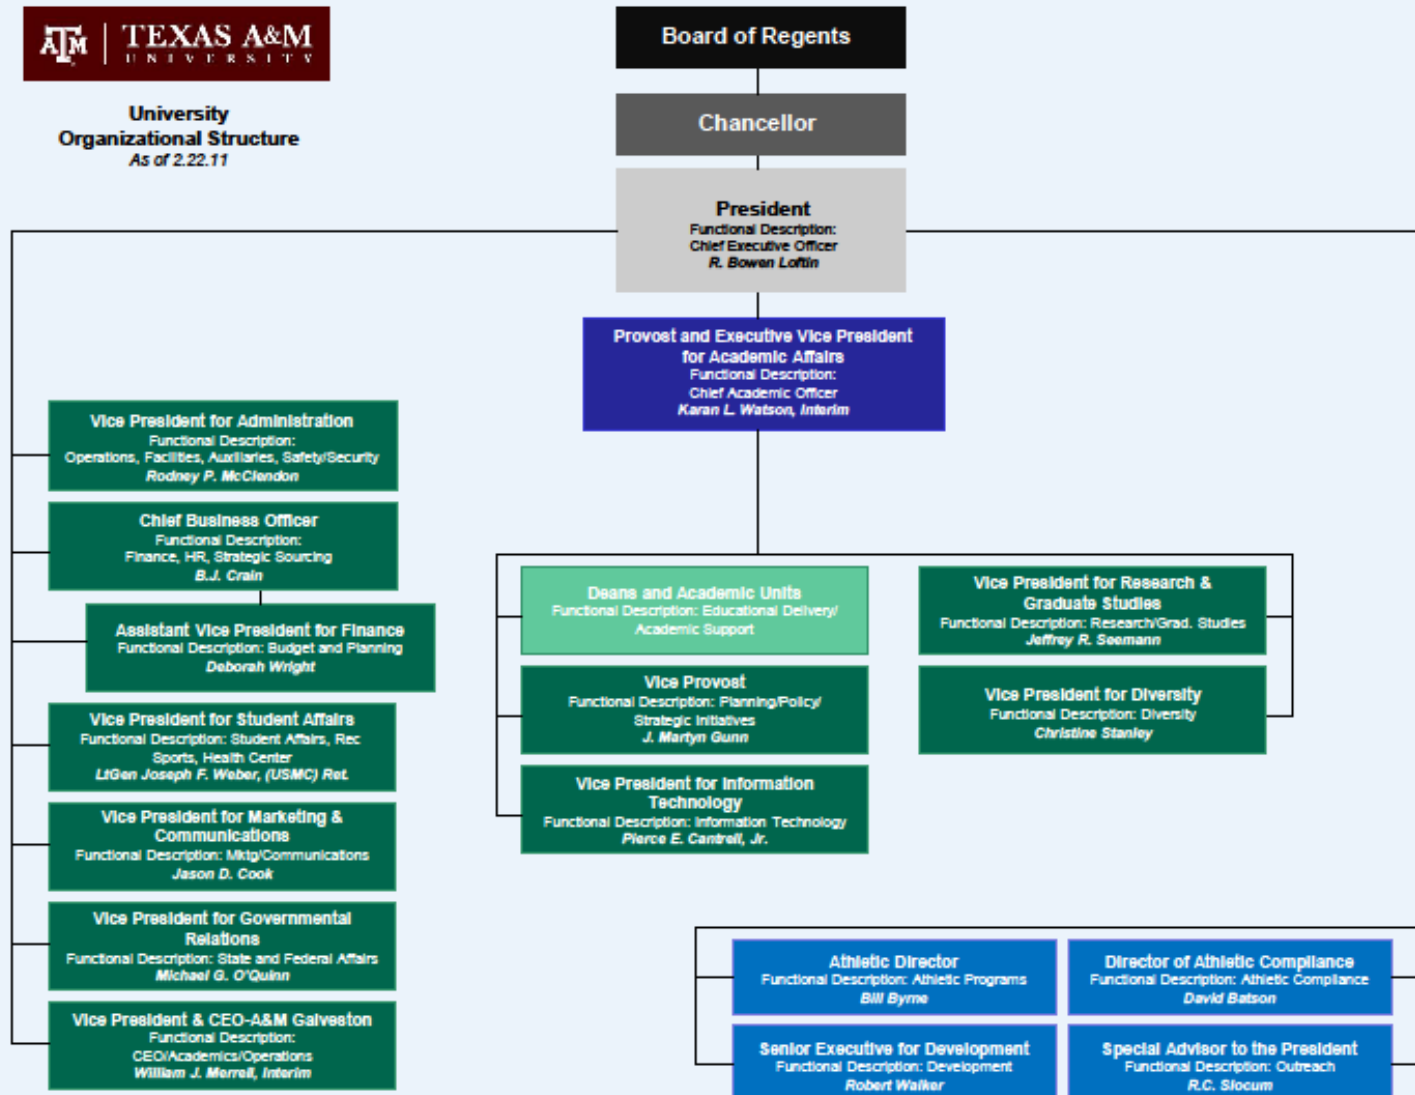 TEXAS A&M
UNIVERSITY
University
Organizational Structure
As of 2.22.11
Board of Regents
Chancellor
President
Functional Description:
Chief Executive Officer
R. Bowen Loftin
Provost and Executive Vice President
for Academic Affairs
Functional Description:
Chief Academic Officer
Karan L. Watson, Interim
Vice President for Administration
Functional Description:
Operations, Facilities, Auxiliaries, Safety/Security
Rodney P. McClendon
Chief Business Officer
Functional Description:
Finance, HR, Strategic Sourcing
B.J. Crain
Assistant Vice President for Finance
Functional Description: Budget and Planning
Deborah Wright
Vice President for Student Affairs
Functional Description: Student Affairs, Rec
Sports, Health Center
LtGen Joseph F. Weber, (USMC) Ret.
Vice President for Marketing &
Communications
Functional Description: Mktg/Communications
Jason D. Cook
Vice President for Governmental
Relations
Functional Description: State and Federal Affairs
Michael G. O'Quinn
Vice President & CEO-A&M Galveston
Functional Description:
CEO/Academics/Operations
William J. Merrell, Interim
Deans and Academic Units
Functional Description: Educational Delivery/
Academic Support
Vice Provost
Functional Description: Planning/Policy/
Strategic Initiatives
J. Martyn Gunn
Vice President for Information
Technology
Functional Description: Information Technology
Pierce E. Cantrell, Jr.
Vice President for Research &
Graduate Studies
Functional Description: Research/Grad. Studies
Jeffrey R. Seemann
Vice President for Diversity
Functional Description: Diversity
Christine Stanley
Athletic Director
Functional Description: Athletic Programs
Bill Byrne
Director of Athletic Compliance
Functional Description: Athletic Compliance
David Batson
Senior Executive for Development
Functional Description: Development
Robert Walker
Special Advisor to the President
Functional Description: Outreach
R.C. Slocum